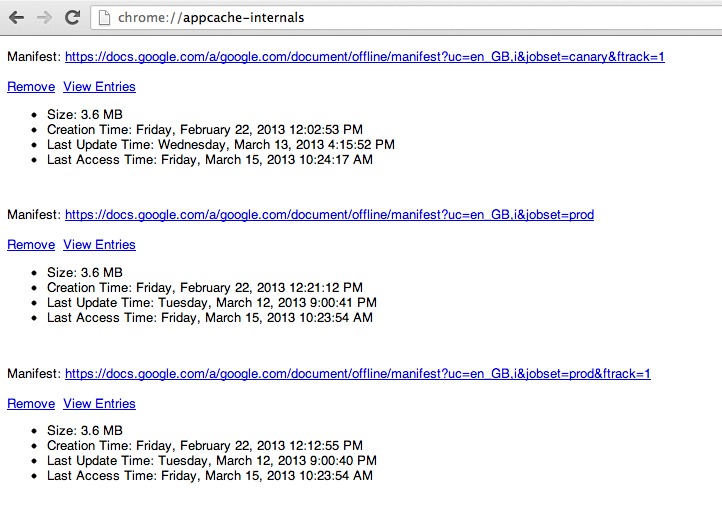 chrome://appcache-internals
Manifest: https://docs.google.com/a/google.com/document/offline/manifest?uc=en_GB,i&jobset=canary&ftrack=1
Remove View Entries
• Size: 3.6 MB
• Creation Time: Friday, February 22, 2013 12:02:53 PM
• Last Update Time: Wednesday, March 13, 2013 4:15:52 PM
• Last Access Time: Friday, March 15, 2013 10:24:17 AM
Manifest: https://docs.google.com/a/google.com/document/offline/manifest?uc=en_GB,i&jobset=prod
Remove View Entries
• Size: 3.6 MB
• Creation Time: Friday, February 22, 2013 12:21:12 PM
• Last Update Time: Tuesday, March 12, 2013 9:00:41 PM
• Last Access Time: Friday, March 15, 2013 10:23:54 AM
Manifest: https://docs.google.com/a/google.com/document/offline/manifest?uc=en_GB,i&jobset=prod&ftrack=1
Remove View Entries
• Size: 3.6 MB
• Creation Time: Friday, February 22, 2013 12:12:55 PM
• Last Update Time: Tuesday, March 12, 2013 9:00:40 PM
• Last Access Time: Friday, March 15, 2013 10:23:54 AM